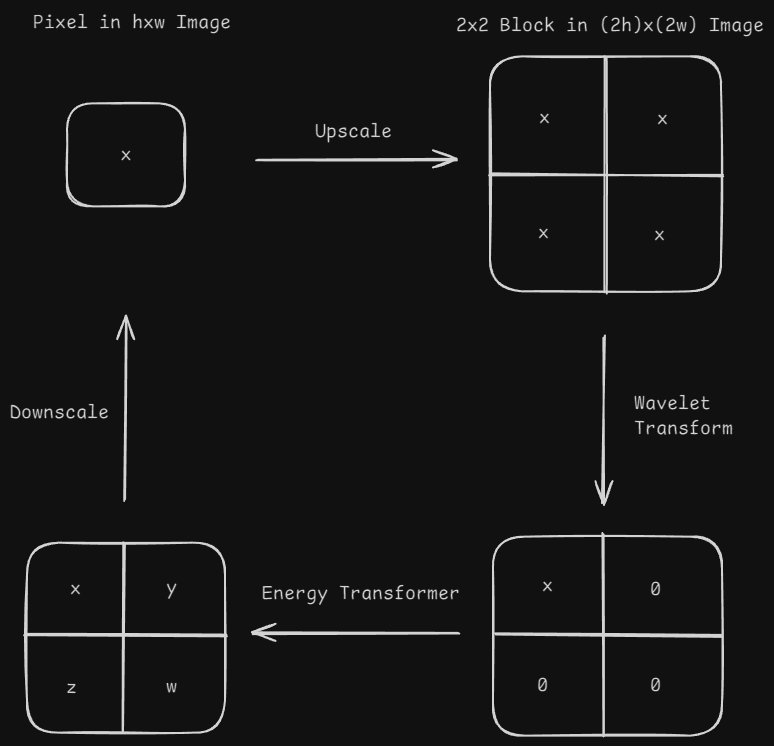 Pixel in hxw Image
2x2 Block in (2h)x(2w) Image
x
Upscale
x x
x x
Downscale
Wavelet
Transform
x y
z w
Energy Transformer
x 0
0 0